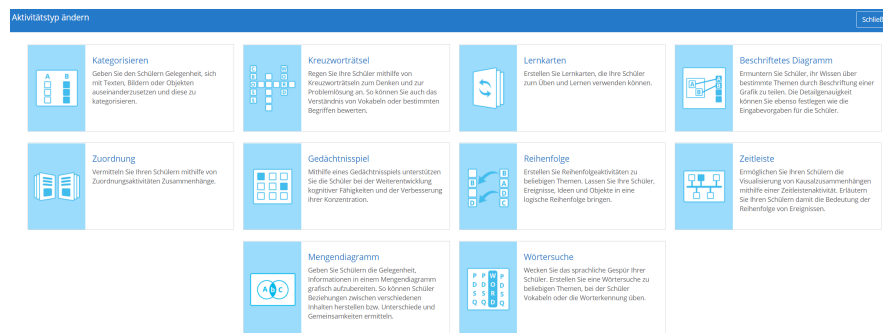 Aktivitätstyp ändern
Schließ
Kategorisieren
Geben Sie den Schülern Gelegenheit, sich
mit Texten, Bildern oder Objekten
auseinanderzusetzen und diese zu
kategorisieren.
A B
Kreuzworträtsel
Regen Sie Ihre Schüler mithilfe von
Kreuzworträtseln zum Denken und zur
Problemlösung an. So können Sie auch das
Verständnis von Vokabeln oder bestimmten
Begriffen bewerten.
Lernkarten
Erstellen Sie Lernkarten, die Ihre Schüler
zum Üben und Lernen verwenden können.
Beschriftetes Diagramm
Ermuntern Sie Schüler, ihr Wissen über
bestimmte Themen durch Beschriftung einer
Grafik zu teilen. Die Detailgenauigkeit
können Sie ebenso festlegen wie die
Eingabevorgaben für die Schüler.
A
B
Zuordnung
Vermitteln Sie Ihren Schülern mithilfe von
Zuordnungsaktivitäten Zusammenhänge.
Gedächtnisspiel
Mithilfe eines Gedächtnisspiels unterstützen
Sie die Schüler bei der Weiterentwicklung
kognitiver Fähigkeiten und der Verbesserung
ihrer Konzentration.
Reihenfolge
Erstellen Sie Reihenfolgeaktivitäten zu
beliebigen Themen. Lassen Sie Ihre Schüler,
Ereignisse, Ideen und Objekte in eine
logische Reihenfolge bringen.
B
B A
D
D C
Zeitleiste
Ermöglichen Sie Ihren Schülern die
Visualisierung von Kausalzusammenhängen
mithilfe einer Zeitleistenaktivität. Erläutern
Sie Ihren Schülern damit die Bedeutung der
Reihenfolge von Ereignissen.
Mengendiagramm
Geben Sie Schülern die Gelegenheit,
Informationen in einem Mengendiagramm
grafisch aufzubereiten. So können Schüler
Beziehungen zwischen verschiedenen
Inhalten herstellen bzw. Unterschiede und
Gemeinsamkeiten ermitteln.
A b C
Wörtersuche
Wecken Sie das sprachliche Gespür Ihrer
Schüler. Erstellen Sie eine Wörtersuche zu
beliebigen Themen, bei der Schüler
Vokabeln oder die Worterkennung üben.
P P W P
D D O D
S S R S
Q Q D Q